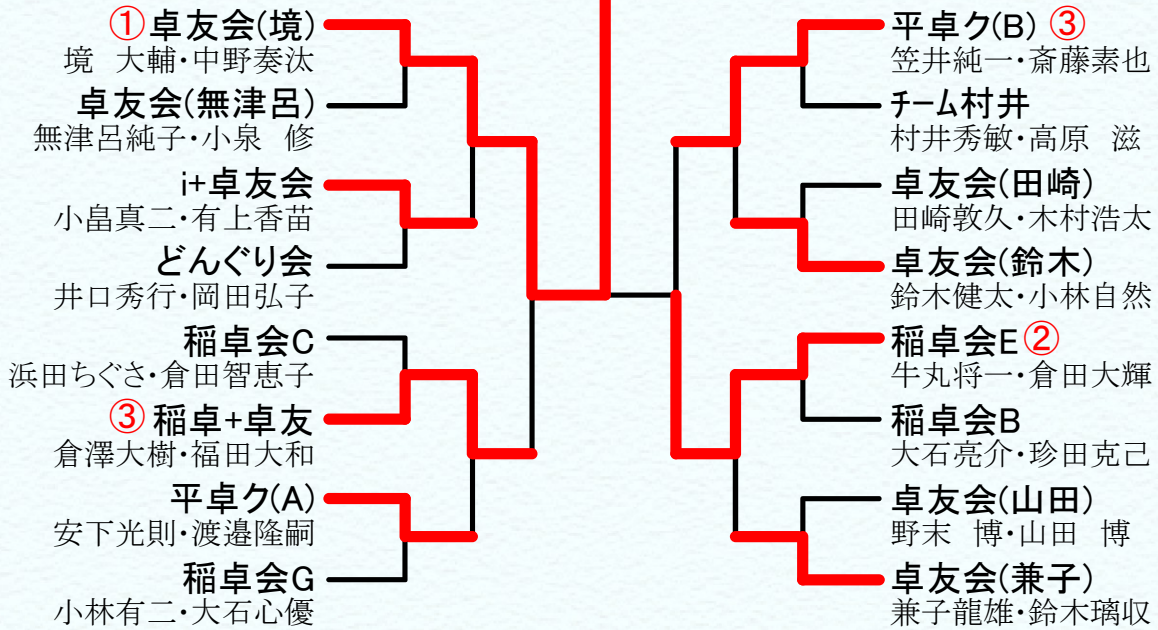 ①卓友会(境)
境　大輔・中野奏汰
卓友会(無津呂)
無津呂純子・小泉　修
i+卓友会
小畠真二・有上香苗
どんぐり会
井口秀行・岡田弘子
稲卓会C
浜田ちぐさ・倉田智恵子
③稲卓+卓友
倉澤大樹・福田大和
平卓ク(A)
安下光則・渡邉隆嗣
稲卓会G
小林有二・大石心優
平卓ク(B)③
笠井純一・斎藤素也
チーム村井
村井秀敏・高原　滋
卓友会(田崎)
田崎敦久・木村浩太
卓友会(鈴木)
鈴木健太・小林自然
稲卓会E②
牛丸将一・倉田大輝
稲卓会B
大石亮介・珍田克己
卓友会(山田)
野末　博・山田　博
卓友会(兼子)
兼子龍雄・鈴木璃収